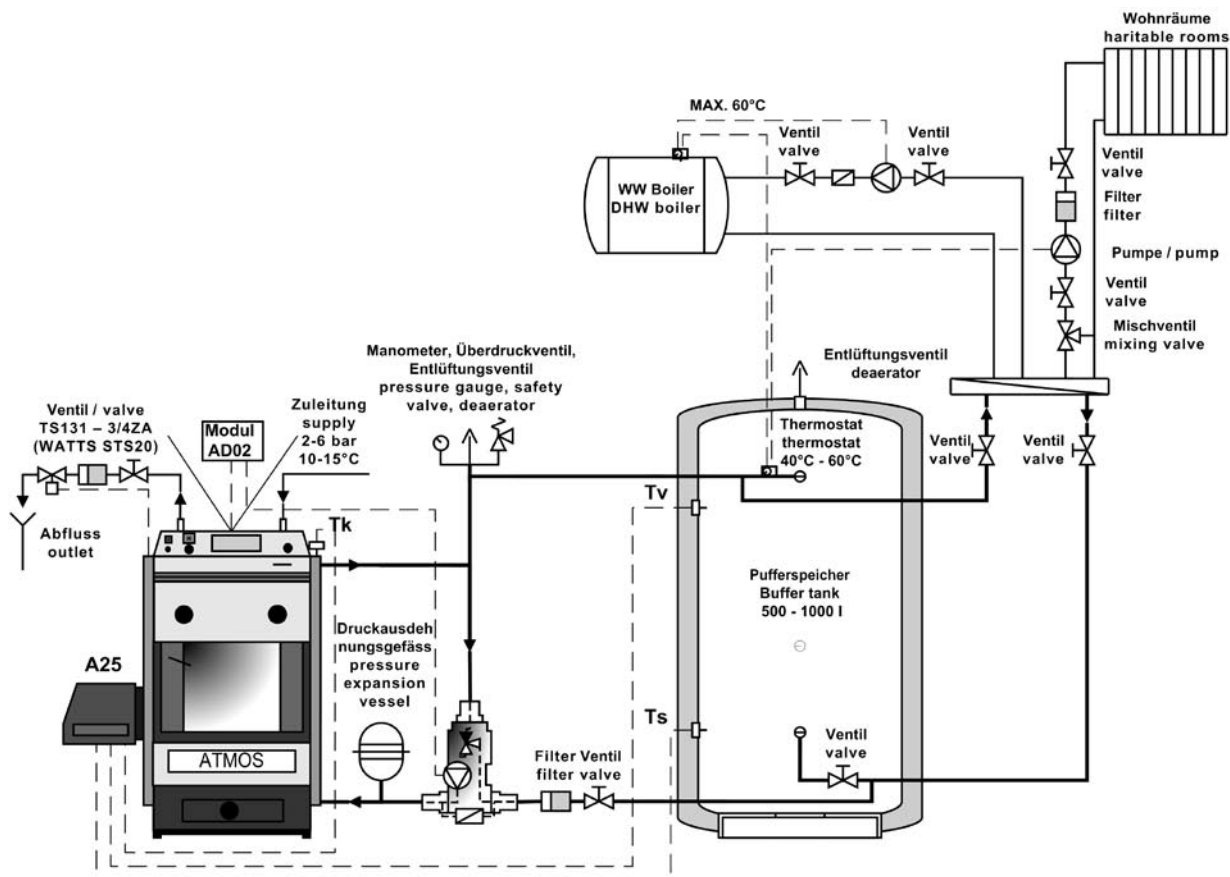 Wohnräume
haritable rooms
MAX. 60°C
Ventil
valve
Ventil
valve
Ventil
valve
WW Boiler
DHW boiler
Filter
filter
Pumpe / pump
Ventil
valve
Mischventil
mixing valve
Manometer, Überdruckventil,
Entlüftungsventil
pressure gauge, safety
valve, deaerator
Entlüftungsventil
deaerator
Ventil / valve
TS131 – 3/4ZA
(WATTS STS20)
Modul
AD02
Zuleitung
supply
2-6 bar
10-15°C
Thermostat
thermostat
40°C - 60°C
Ventil
valve
Ventil
valve
Tv
Tk
Abfluss
outlet
Pufferspeicher
Buffer tank
500 - 1000 l
Druckausdeh
nungsgefäss
pressure
expansion
vessel
A25
Ts
Ventil
valve
Filter Ventil
filter valve
ATMOS